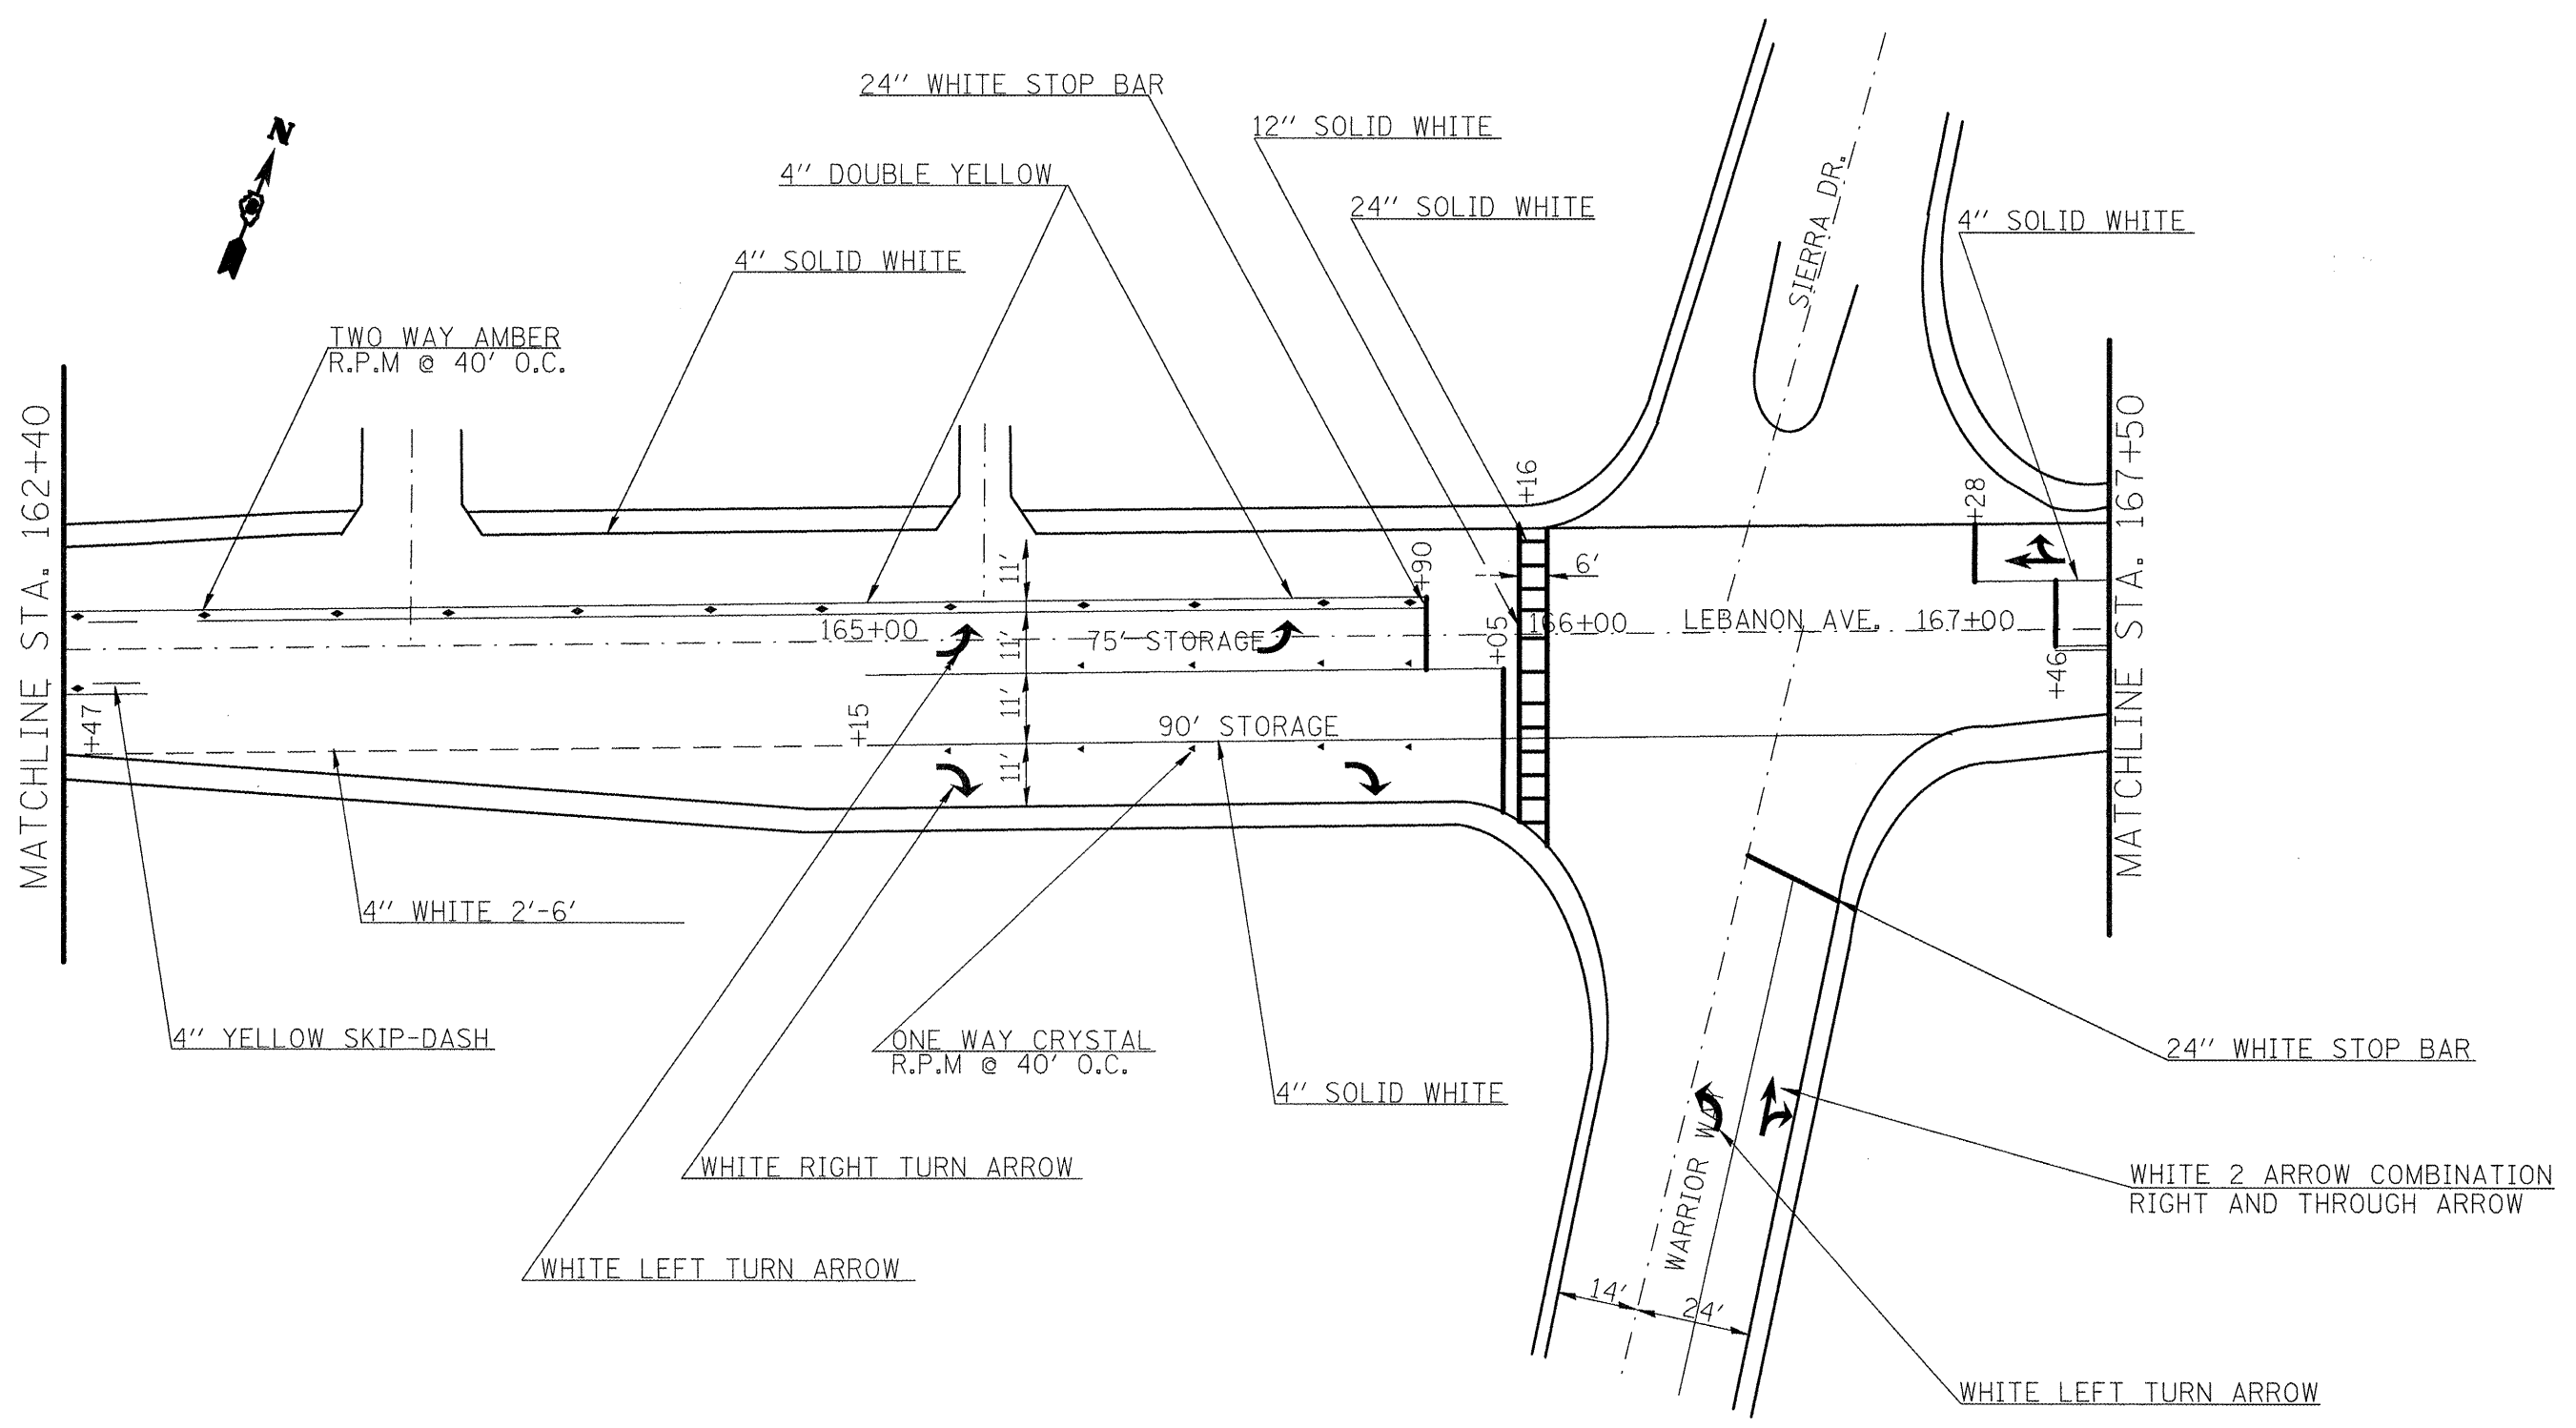 N
24" WHITE STOP BAR
12" SOLID WHITE
4" DOUBLE YELLOW
24" SOLID WHITE
4" SOLID WHITE
4" SOLID WHITE
SIERRA DR.
TWO WAY AMBER
R.P.M @ 40' O.C.
MATCHLINE STA. 162+40
MATCHLINE STA. 167+50
+16
+28
+90
11'
6'
165+00
75' STORAGE
11'
+05
166+00
LEBANON AVE.
167+00
+46
+47
+15
11'
90' STORAGE
11'
4" WHITE 2'-6'
4" YELLOW SKIP-DASH
ONE WAY CRYSTAL
R.P.M @ 40' O.C.
4" SOLID WHITE
24" WHITE STOP BAR
WHITE RIGHT TURN ARROW
WARRIOR WAY
WHITE 2 ARROW COMBINATION
RIGHT AND THROUGH ARROW
WHITE LEFT TURN ARROW
14'
24'
WHITE LEFT TURN ARROW